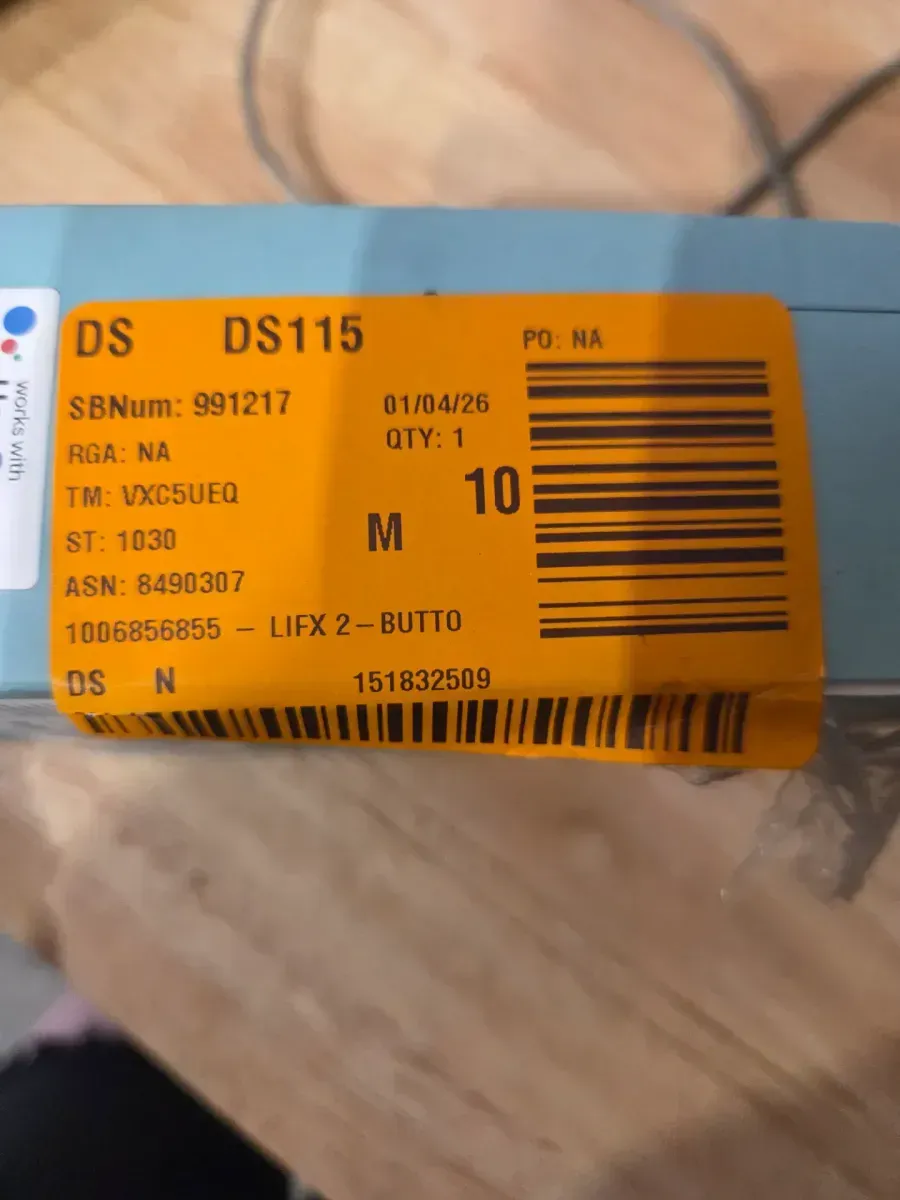 DS DS115 PO: NA
SBNum: 991217 01/04/26
RGA: NA QTY: 1
TM: VXC5UEQ 10
ST: 1030 M
ASN: 8490307
1006856855 – LIFX 2–BUTTO
DS N 151832509
works with